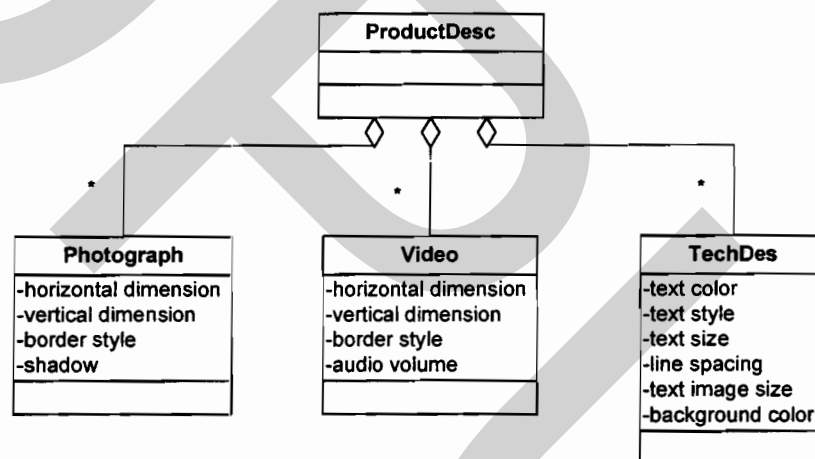 ProductDesc
* * *
Photograph
-horizontal dimension
-vertical dimension
-border style
-shadow
Video
-horizontal dimension
-vertical dimension
-border style
-audio volume
TechDes
-text color
-text style
-text size
-line spacing
-text image size
-background color